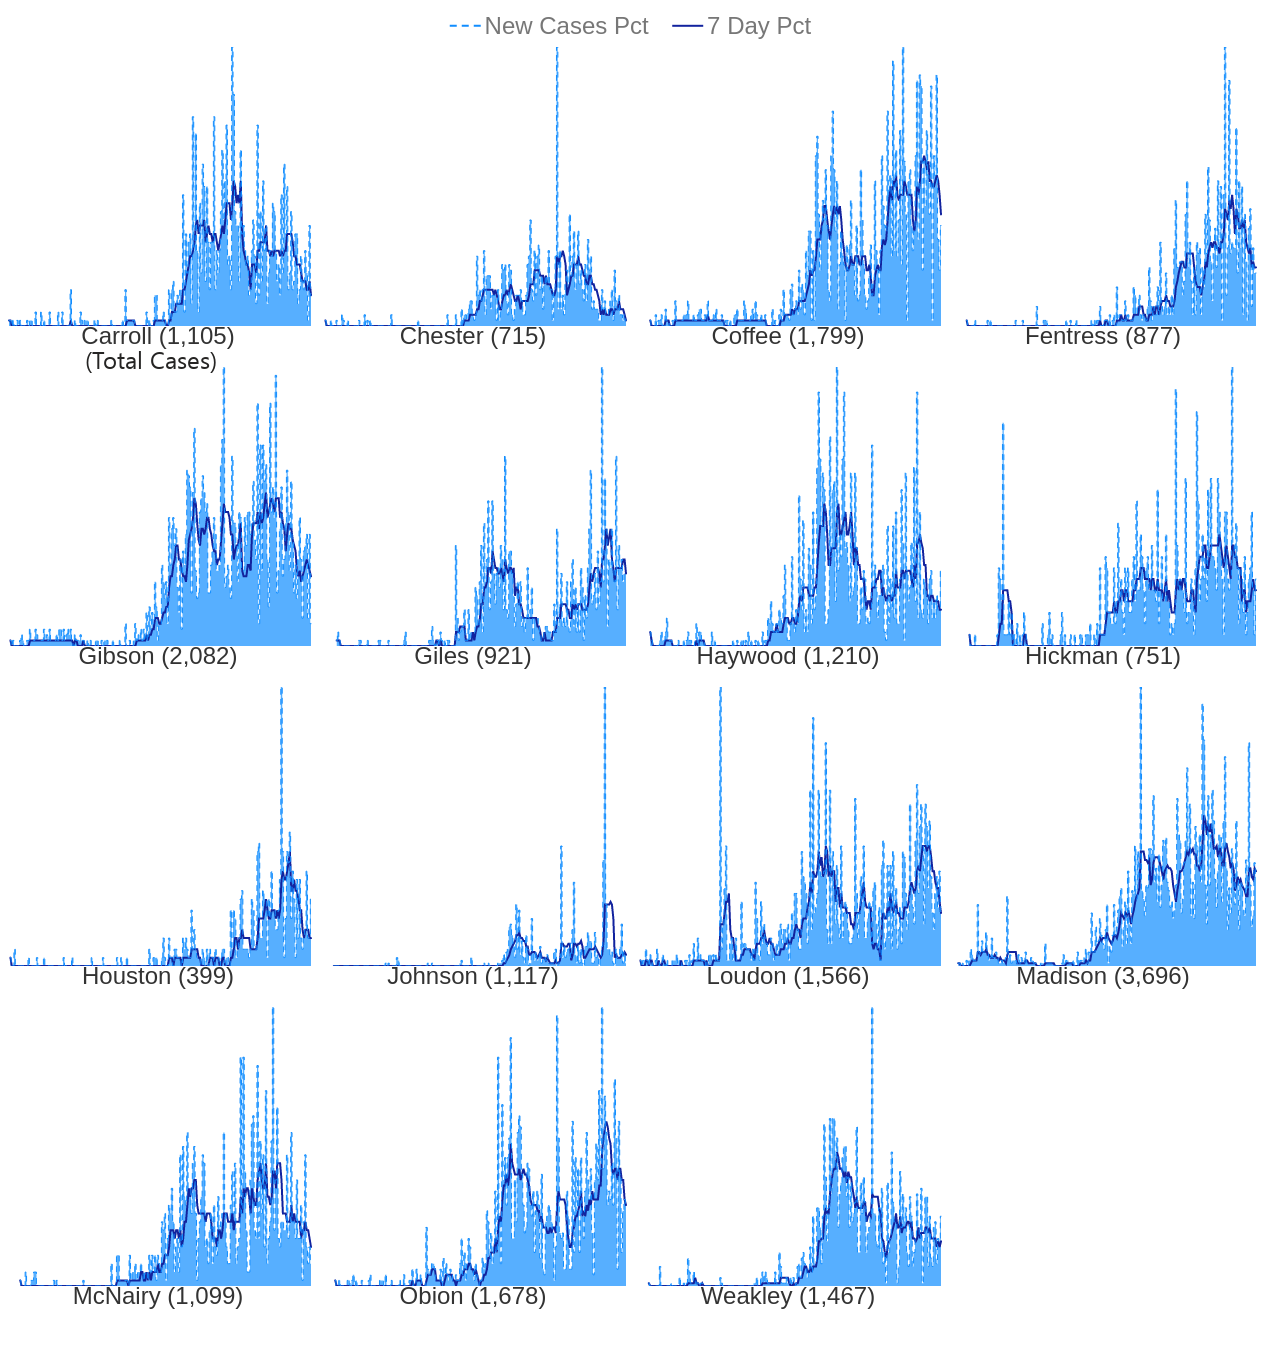 New Cases Pct 7 Day Pct
Carroll (1,105) Chester (715) Coffee (1,799) Fentress (877)
(Total Cases)
Gibson (2,082) Giles (921) Haywood (1,210) Hickman (751)
Houston (399) Johnson (1,117) Loudon (1,566) Madison (3,696)
McNairy (1,099) Obion (1,678) Weakley (1,467)